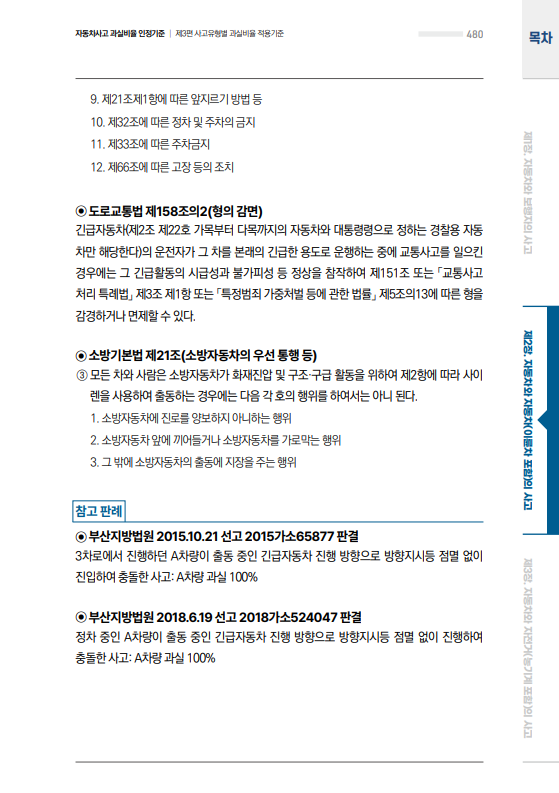 자동차사고 과실비율 인정기준 | 제3편 사고유형별 과실비율 적용기준
480
목차
9. 제21조제1항에 따른 앞지르기 방법 등
10. 제32조에 따른 정차 및 주차의 금지
11. 제33조에 따른 주차금지
12. 제66조에 따른 고장 등의 조치
◉ 도로교통법 제158조의2(형의 감면)
긴급자동차(제2조 제22호 가목부터 다목까지의 자동차와 대통령령으로 정하는 경찰용 자동
차만 해당한다)의 운전자가 그 차를 본래의 긴급한 용도로 운행하는 중에 교통사고를 일으킨
경우에는 그 긴급활동의 시급성과 불가피성 등 정상을 참작하여 제151조 또는 「교통사고
처리 특례법」 제3조 제1항 또는 「특정범죄 가중처벌 등에 관한 법률」 제5조의13에 따른 형을
감경하거나 면제할 수 있다.
◉ 소방기본법 제21조(소방자동차의 우선 통행 등)
③ 모든 차와 사람은 소방자동차가 화재진압 및 구조·구급 활동을 위하여 제2항에 따라 사이
렌을 사용하여 출동하는 경우에는 다음 각 호의 행위를 하여서는 아니 된다.
1. 소방자동차에 진로를 양보하지 아니하는 행위
2. 소방자동차 앞에 끼어들거나 소방자동차를 가로막는 행위
3. 그 밖에 소방자동차의 출동에 지장을 주는 행위
참고 판례
◉ 부산지방법원 2015.10.21 선고 2015가소65877 판결
3차로에서 진행하던 A차량이 출동 중인 긴급자동차 진행 방향으로 방향지시등 점멸 없이
진입하여 충돌한 사고: A차량 과실 100%
◉ 부산지방법원 2018.6.19 선고 2018가소524047 판결
정차 중인 A차량이 출동 중인 긴급자동차 진행 방향으로 방향지시등 점멸 없이 진행하여
충돌한 사고: A차량 과실 100%
제1장. 자동차와 보행자의 사고
제2장. 자동차와 자동차(이륜차 포함)의 사고
제3장. 자동차와 자전거(농기계 포함)의 사고